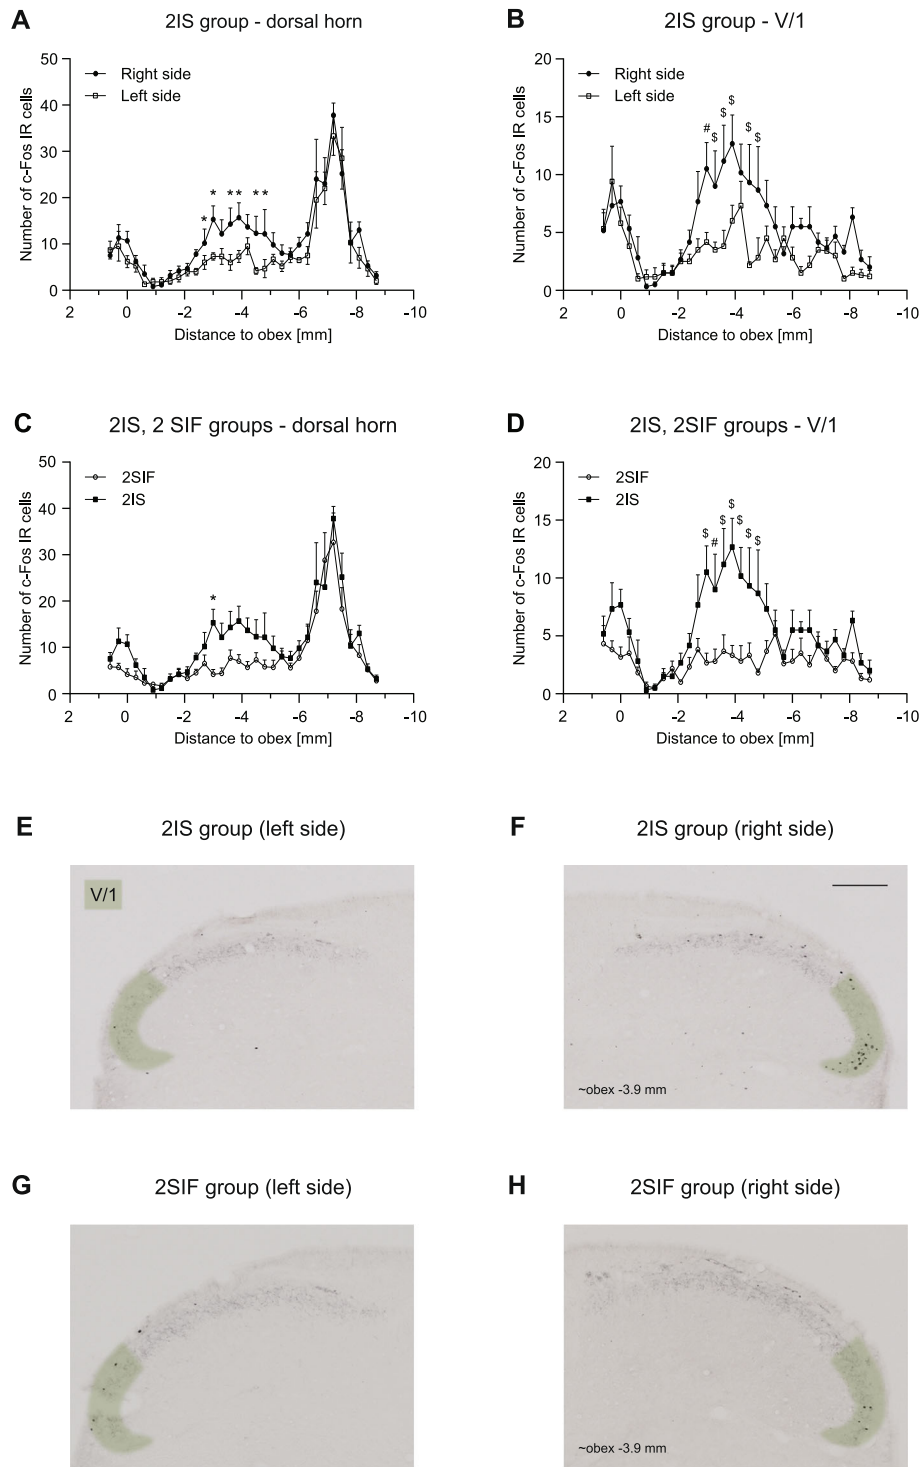 A
2IS group - dorsal horn
Number of c-Fos IR cells
50
40
30
20
10
0
Right side
Left side
* * ** **
2 0 -2 -4 -6 -8 -10
Distance to obex [mm]
B
2IS group - V/1
Number of c-Fos IR cells
20
15
10
5
0
Right side
Left side
# $ $ $ $ $
2 0 -2 -4 -6 -8 -10
Distance to obex [mm]
C
2IS, 2 SIF groups - dorsal horn
Number of c-Fos IR cells
50
40
30
20
10
0
2SIF
2IS
*
2 0 -2 -4 -6 -8 -10
Distance to obex [mm]
D
2IS, 2SIF groups - V/1
Number of c-Fos IR cells
20
15
10
5
0
2SIF
2IS
$ # $ $ $ $ $
2 0 -2 -4 -6 -8 -10
Distance to obex [mm]
E
2IS group (left side)
V/1
F
2IS group (right side)
~obex -3.9 mm
G
2SIF group (left side)
H
2SIF group (right side)
~obex -3.9 mm